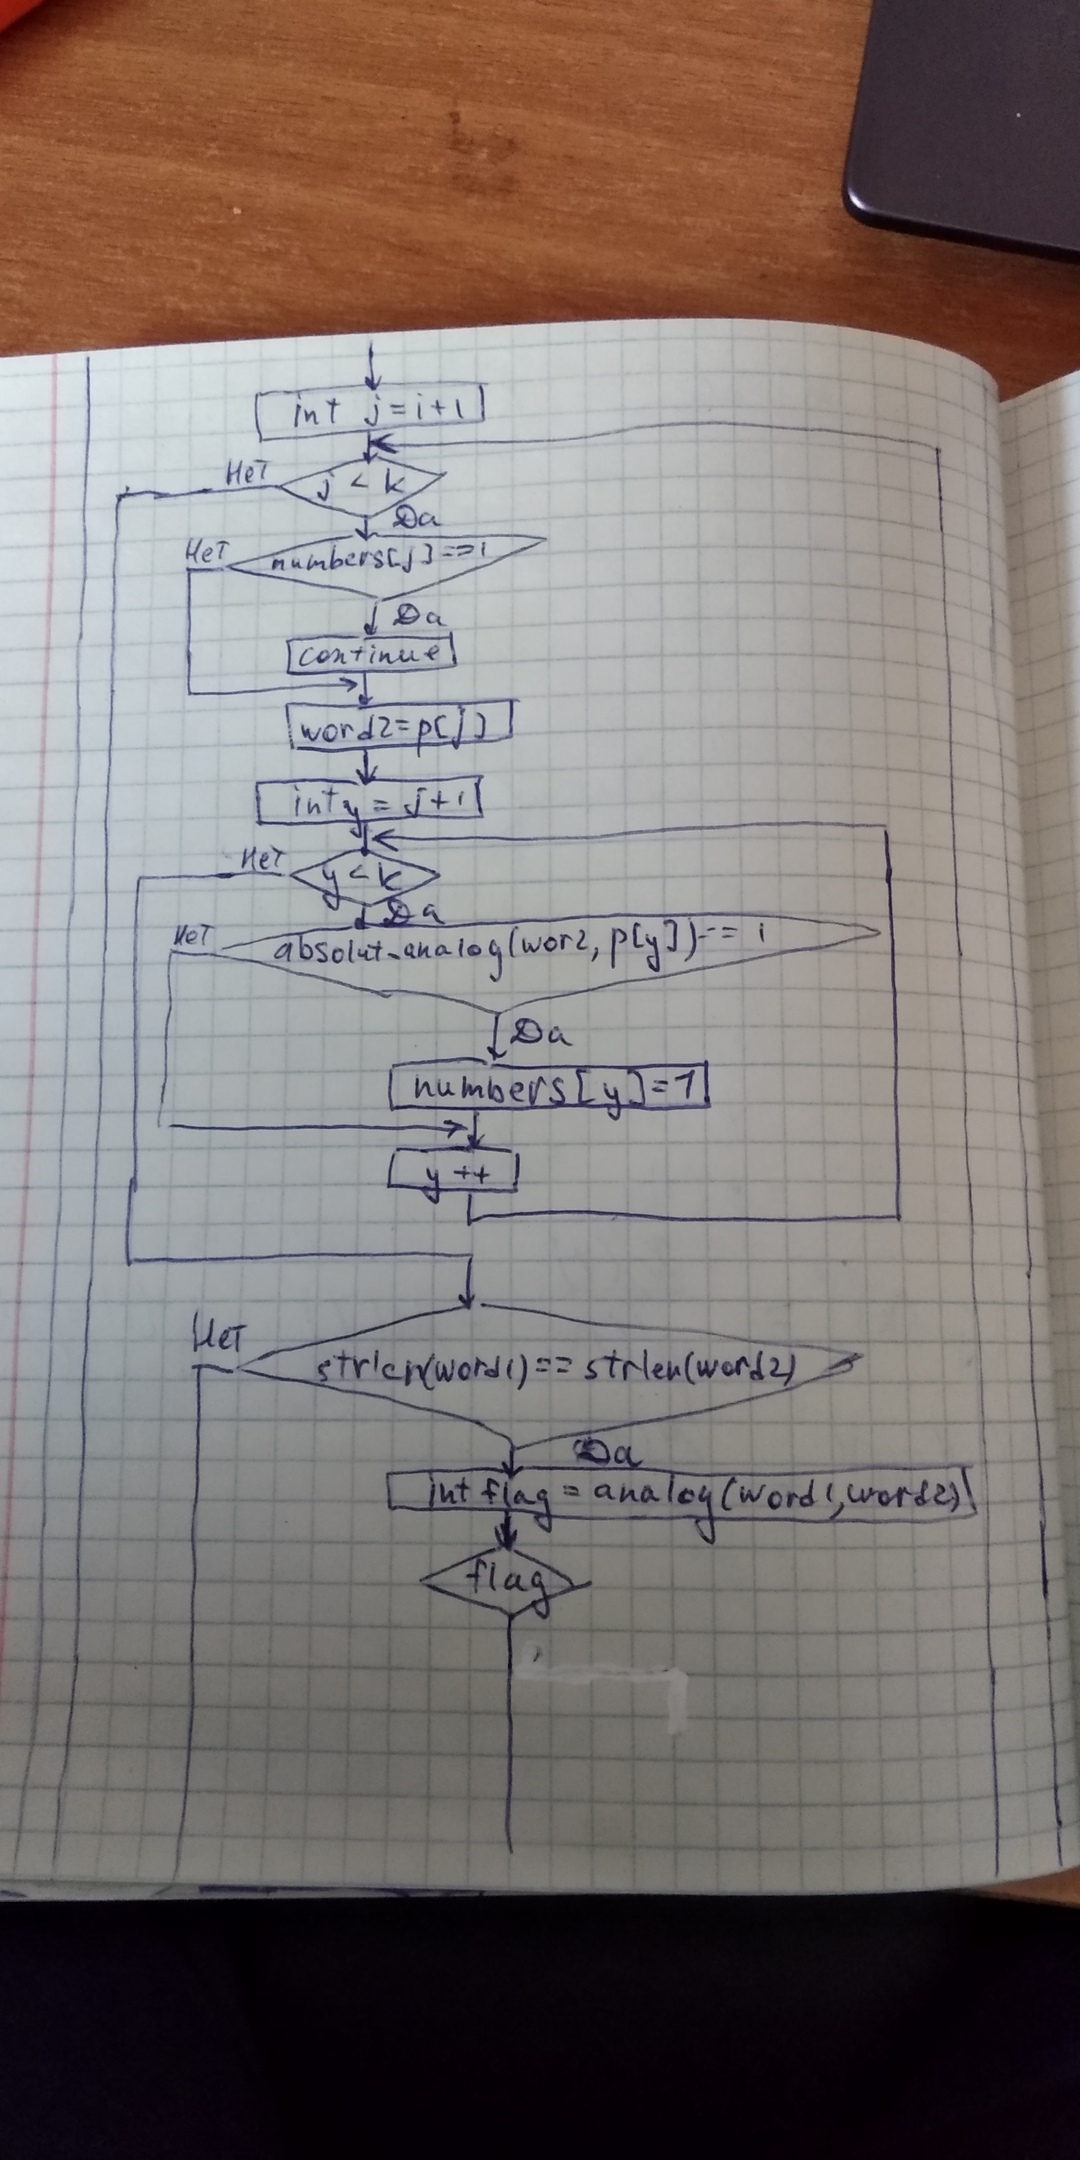 int j=i+1
Нет
j < k
Да
Нет
numbers[j]==1
Да
continue
word2=p[j]
int y = j+1
Нет
y < k
Да
Нет
absolut_analog(wor2, p[y])== 1
Да
numbers[y]=1
y ++
Нет
strlen(word1)== strlen(word2)
Да
int flag = analog(word1,word2)
flag